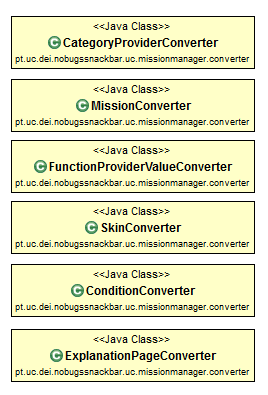 <<Java Class>>
CategoryProviderConverter
pt.uc.dei.nobugssnackbar.uc.missionmanager.converter
<<Java Class>>
MissionConverter
pt.uc.dei.nobugssnackbar.uc.missionmanager.converter
<<Java Class>>
FunctionProviderValueConverter
pt.uc.dei.nobugssnackbar.uc.missionmanager.converter
<<Java Class>>
SkinConverter
pt.uc.dei.nobugssnackbar.uc.missionmanager.converter
<<Java Class>>
ConditionConverter
pt.uc.dei.nobugssnackbar.uc.missionmanager.converter
<<Java Class>>
ExplanationPageConverter
pt.uc.dei.nobugssnackbar.uc.missionmanager.converter